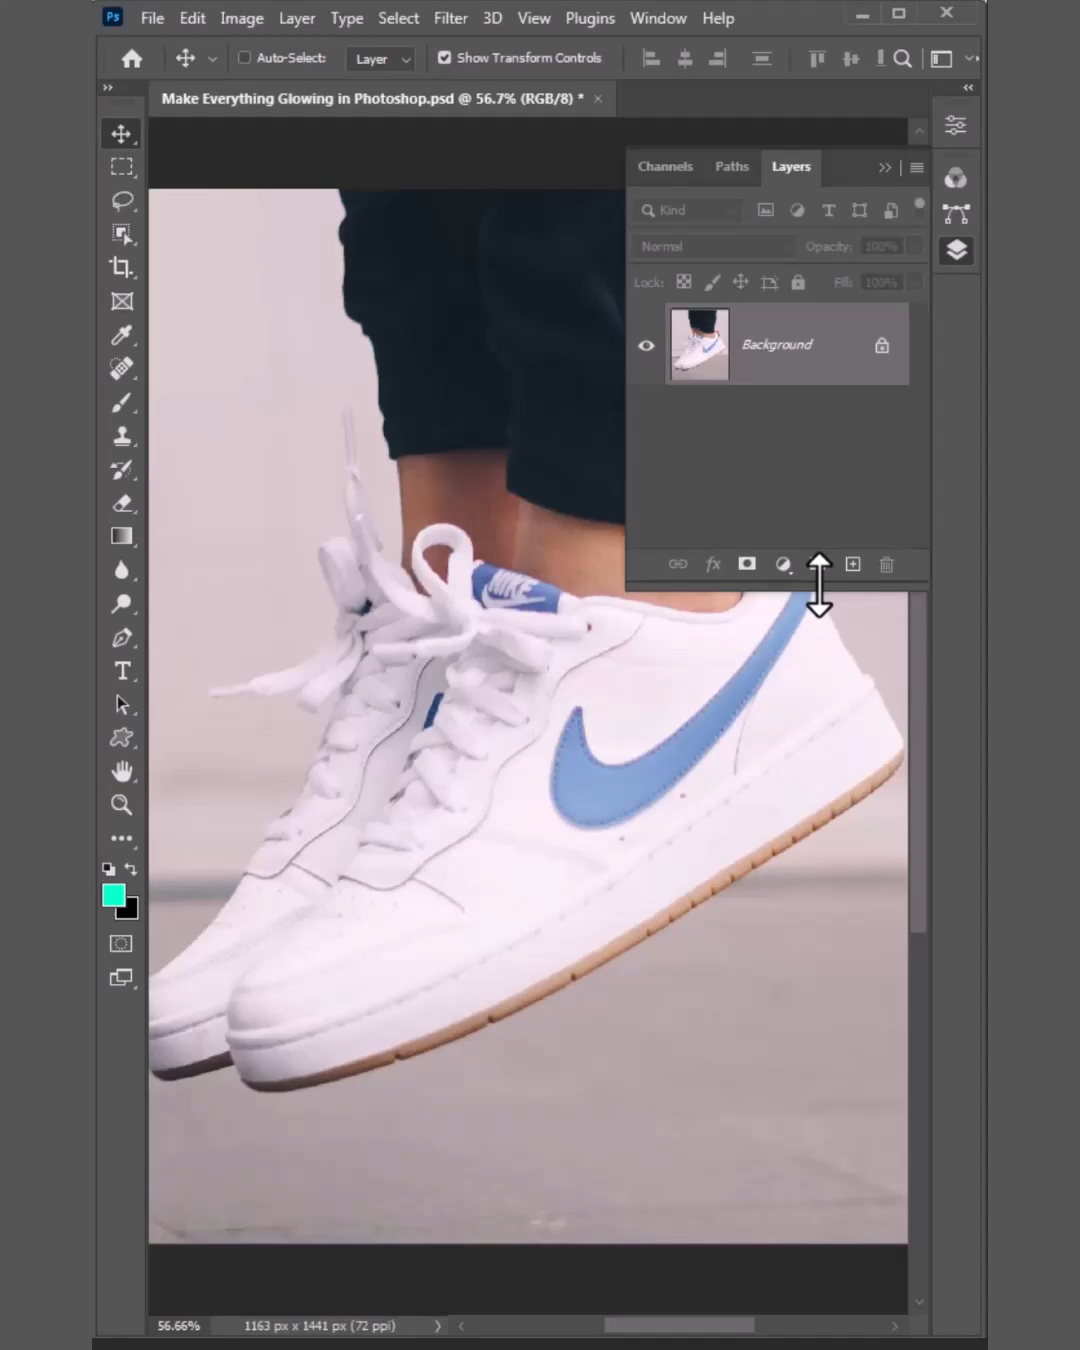 Ps File Edit Image Layer Type Select Filter 3D View Plugins Window Help
Auto-Select: Layer Show Transform Controls
Make Everything Glowing in Photoshop.psd @ 56.7% (RGB/8) *
Channels Paths Layers
Kind
Normal Opacity: 100%
Lock: Fill: 100%
Background
fx
NIKE
56.66% 1163 px x 1441 px (72 ppi)